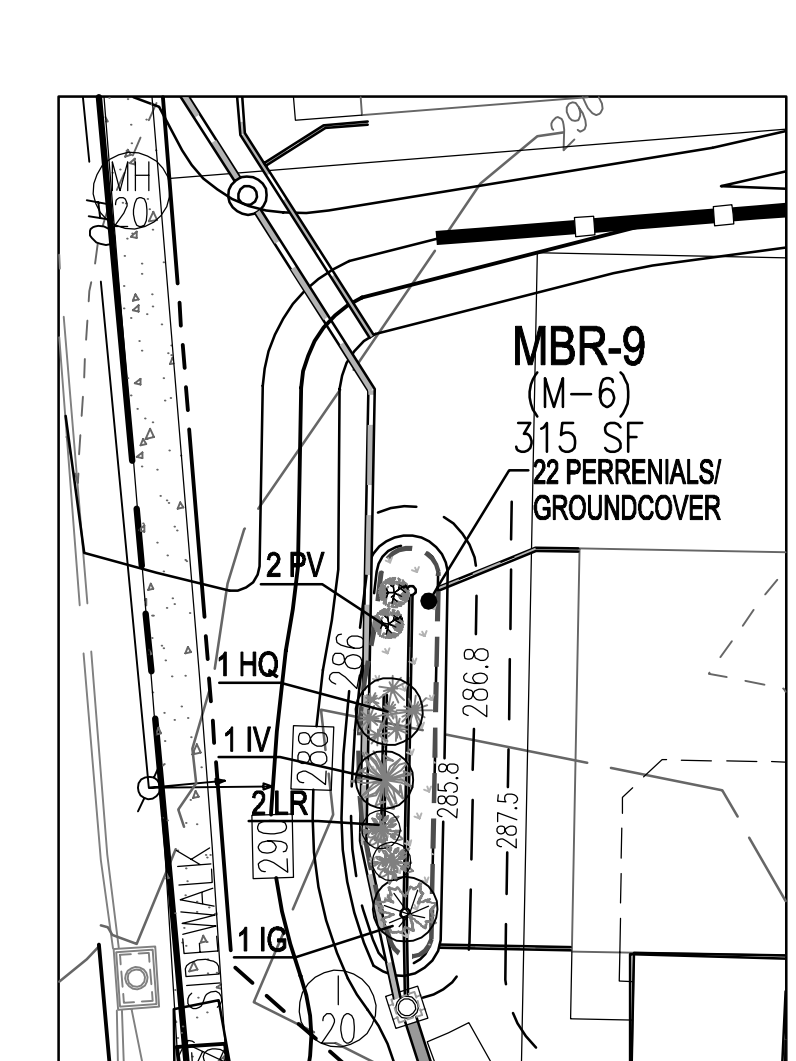 290
MH
20
OH
MBR-9
(M-6)
315 SF
22 PERRENIALS/
GROUNDCOVER
2 PV
286
1 HQ
286.8
1 IV
288
285.8
2 LR
287.5
290
SIDEWALK
1 IG
I
20